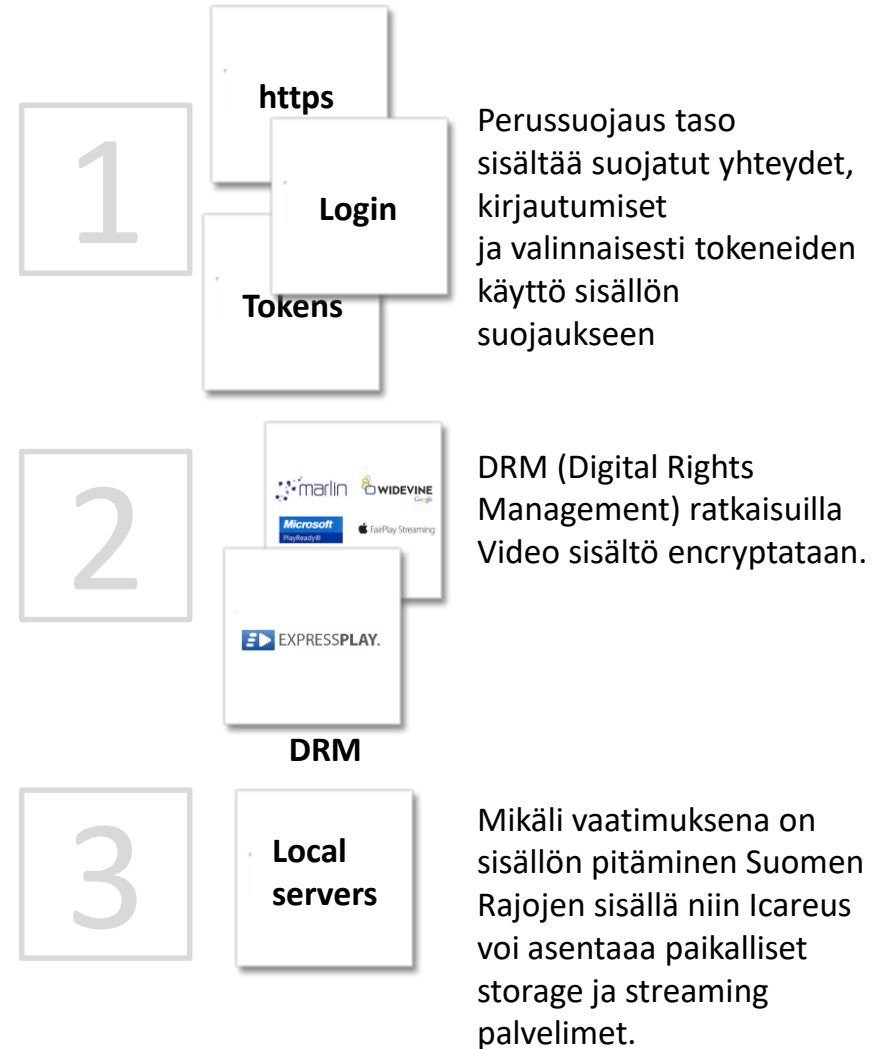 1
https
Login
Tokens
Perussuojaus taso
sisältää suojatut yhteydet,
kirjautumiset
ja valinnaisesti tokeneiden
käyttö sisällön
suojaukseen
2
marlin
WIDEVINE
Google
Microsoft
PlayReady®
FairPlay Streaming
EXPRESSPLAY.
DRM
DRM (Digital Rights
Management) ratkaisuilla
Video sisältö encryptataan.
3
Local
servers
Mikäli vaatimuksena on
sisällön pitäminen Suomen
Rajojen sisällä niin Icareus
voi asentaaa paikalliset
storage ja streaming
palvelimet.